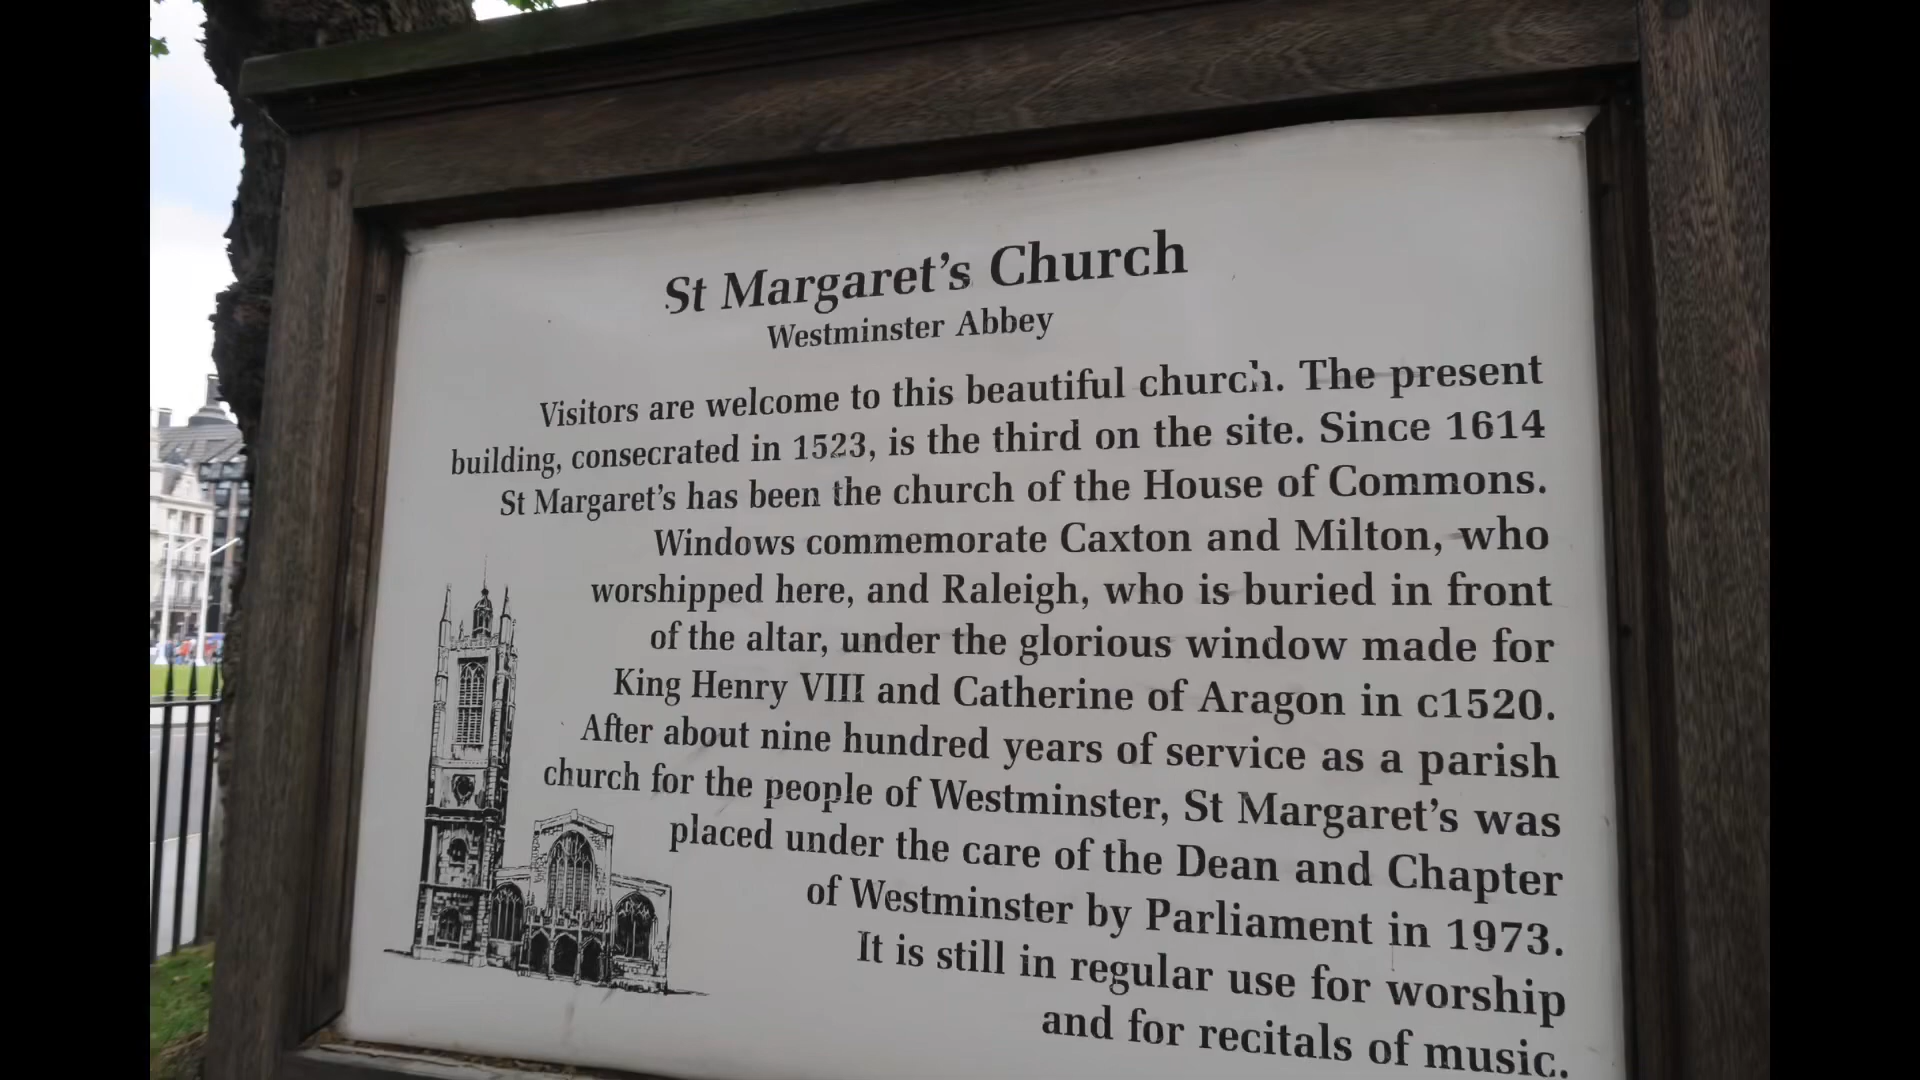 St Margaret's Church
Westminster Abbey
Visitors are welcome to this beautiful church. The present
building, consecrated in 1523, is the third on the site. Since 1614
St Margaret's has been the church of the House of Commons.
Windows commemorate Caxton and Milton, who
worshipped here, and Raleigh, who is buried in front
of the altar, under the glorious window made for
King Henry VIII and Catherine of Aragon in c1520.
After about nine hundred years of service as a parish
church for the people of Westminster, St Margaret's was
placed under the care of the Dean and Chapter
of Westminster by Parliament in 1973.
It is still in regular use for worship
and for recitals of music.